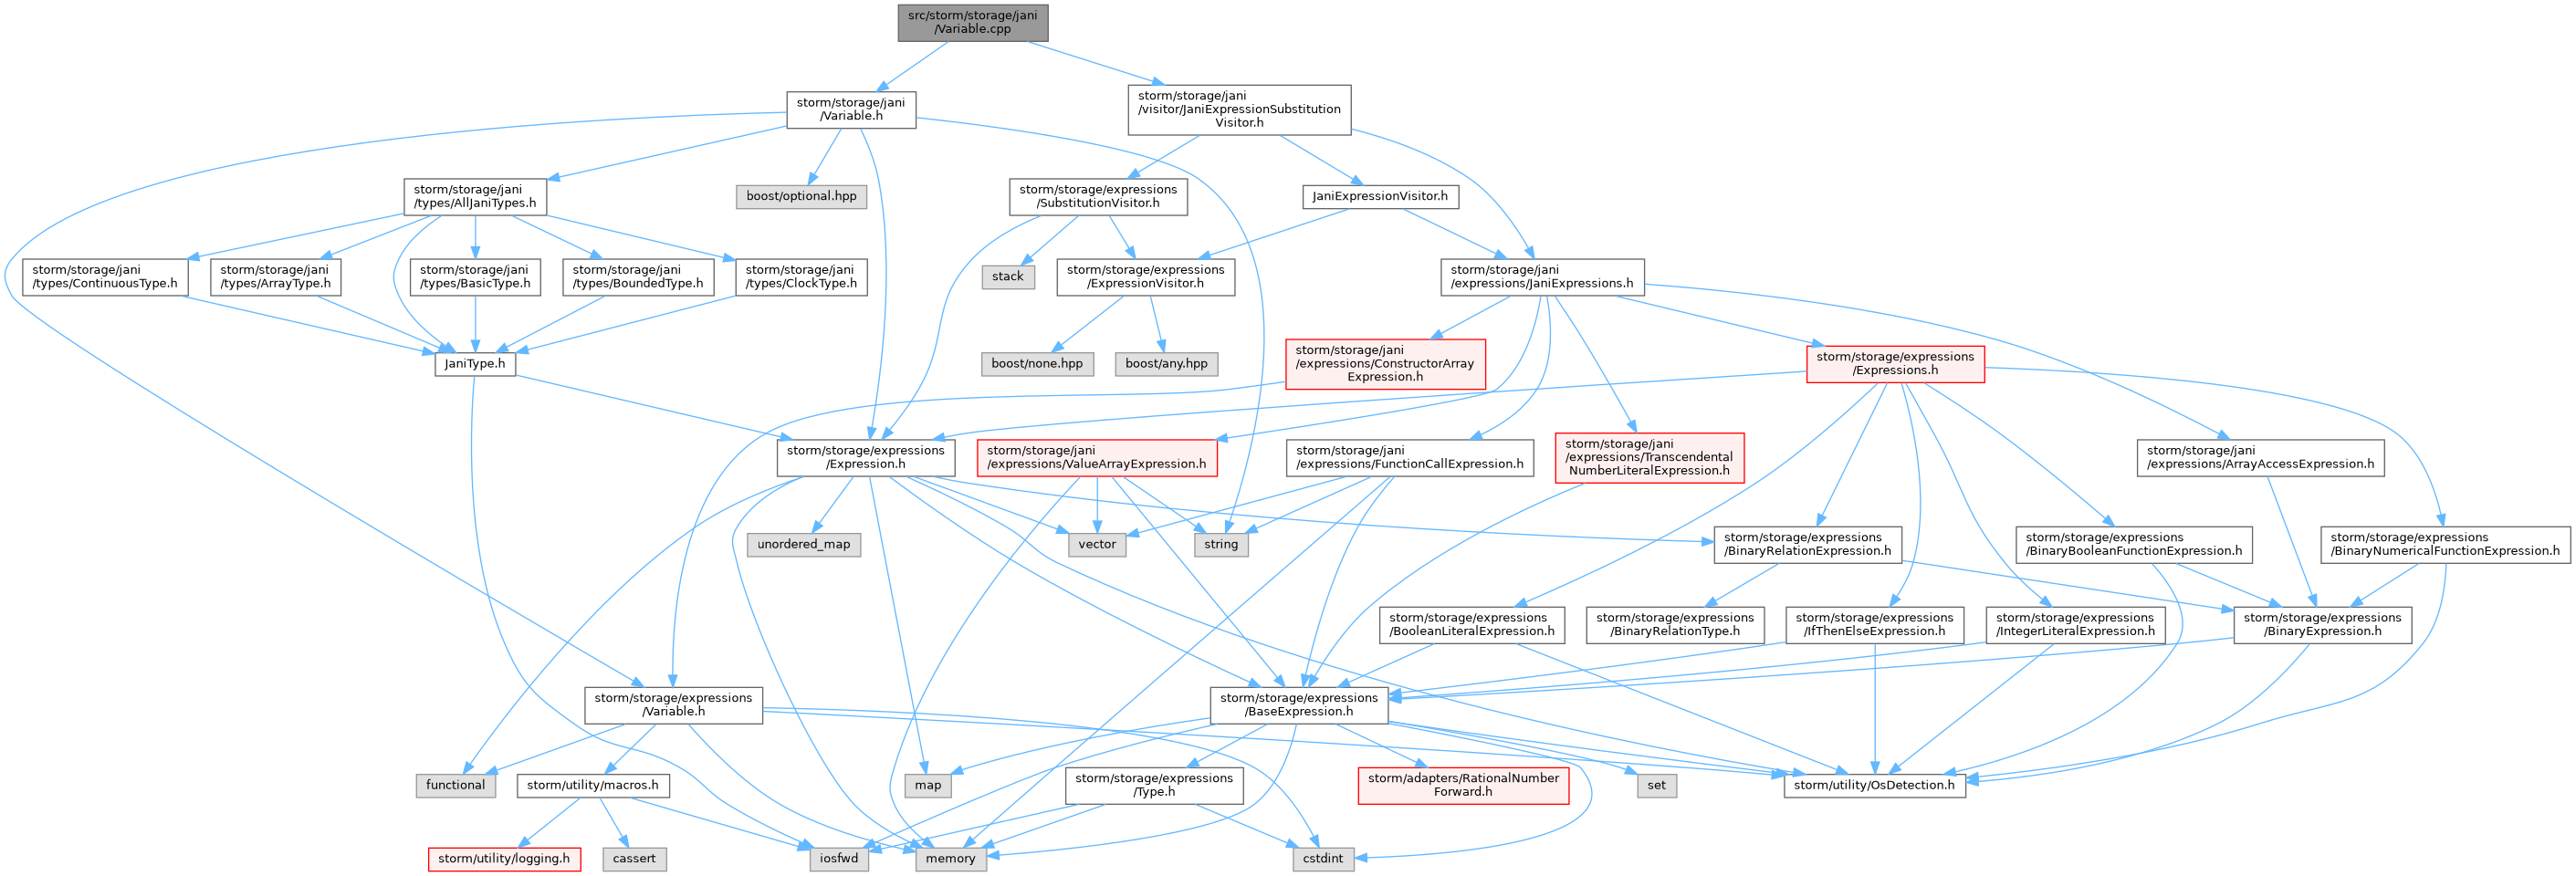 src/storm/storage/jani
/Variable.cpp
storm/storage/jani
/Variable.h
storm/storage/jani
/visitor/JaniExpressionSubstitution
Visitor.h
storm/storage/jani
/types/AllJaniTypes.h
boost/optional.hpp
storm/storage/expressions
/SubstitutionVisitor.h
JaniExpressionVisitor.h
storm/storage/jani
/types/ContinuousType.h
storm/storage/jani
/types/ArrayType.h
storm/storage/jani
/types/BasicType.h
storm/storage/jani
/types/BoundedType.h
storm/storage/jani
/types/ClockType.h
stack
storm/storage/expressions
/ExpressionVisitor.h
storm/storage/jani
/expressions/JaniExpressions.h
JaniType.h
boost/none.hpp
boost/any.hpp
storm/storage/jani
/expressions/ConstructorArray
Expression.h
storm/storage/expressions
/Expressions.h
storm/storage/expressions
/Expression.h
storm/storage/jani
/expressions/ValueArrayExpression.h
storm/storage/jani
/expressions/FunctionCallExpression.h
storm/storage/jani
/expressions/Transcendental
NumberLiteralExpression.h
storm/storage/jani
/expressions/ArrayAccessExpression.h
unordered_map
vector
string
storm/storage/expressions
/BinaryRelationExpression.h
storm/storage/expressions
/BinaryBooleanFunctionExpression.h
storm/storage/expressions
/BinaryNumericalFunctionExpression.h
storm/storage/expressions
/BooleanLiteralExpression.h
storm/storage/expressions
/BinaryRelationType.h
storm/storage/expressions
/IfThenElseExpression.h
storm/storage/expressions
/IntegerLiteralExpression.h
storm/storage/expressions
/BinaryExpression.h
storm/storage/expressions
/Variable.h
storm/storage/expressions
/BaseExpression.h
functional
storm/utility/macros.h
map
storm/storage/expressions
/Type.h
storm/adapters/RationalNumber
Forward.h
set
storm/utility/OsDetection.h
storm/utility/logging.h
cassert
iosfwd
memory
cstdint